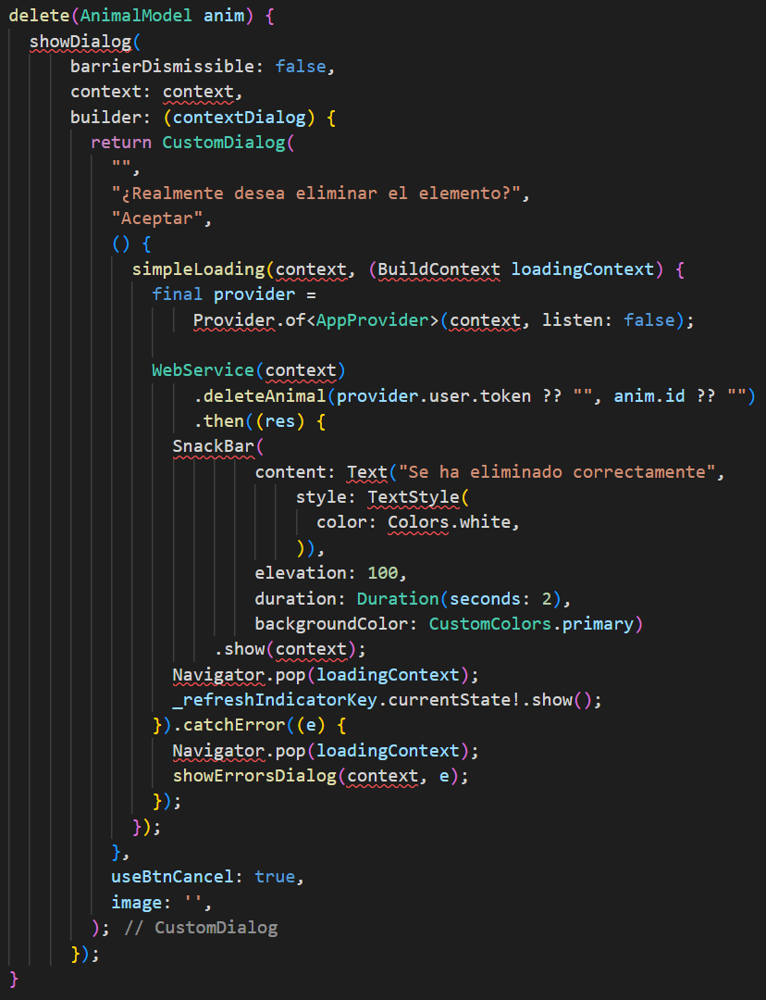 delete(AnimalModel anim) {
showDialog(
barrierDismissible: false,
context: context,
builder: (contextDialog) {
return CustomDialog(
"",
"¿Realmente desea eliminar el elemento?",
"Aceptar",
() {
simpleLoading(context, (BuildContext loadingContext) {
final provider =
Provider.of<AppProvider>(context, listen: false);
WebService(context)
.deleteAnimal(provider.user.token ?? "", anim.id ?? "")
.then((res) {
SnackBar(
content: Text("Se ha eliminado correctamente",
style: TextStyle(
color: Colors.white,
)),
elevation: 100,
duration: Duration(seconds: 2),
backgroundColor: CustomColors.primary)
.show(context);
Navigator.pop(loadingContext);
_refreshIndicatorKey.currentState!.show();
}).catchError((e) {
Navigator.pop(loadingContext);
showErrorsDialog(context, e);
});
});
},
useBtnCancel: true,
image: '',
); // CustomDialog
});
}